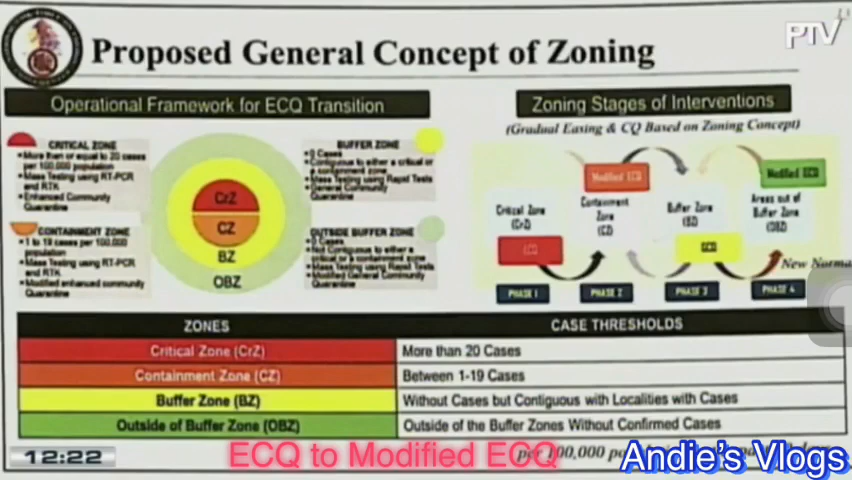 Proposed General Concept of Zoning
PTV
Operational Framework for ECQ Transition
CRITICAL ZONE
• More than or equal to 20 cases
per 100,000 population
• Mass Testing using RT-PCR
and RTK
• Enhanced Community
Quarantine
CONTAINMENT ZONE
• 1 to 19 cases per 100,000
population
• Mass Testing using RT-PCR
and RTK
• Modified enhanced community
Quarantine
CrZ
CZ
BZ
OBZ
BUFFER ZONE
• 0 Cases
• Contiguous to either a critical or
a containment zone
• Mass Testing using Rapid Tests
• General Community
Quarantine
OUTSIDE BUFFER ZONE
• 0 Cases
• Not Contiguous to either a
critical or a containment zone
• Mass Testing using Rapid Tests
• Modified General Community
Quarantine
Zoning Stages of Interventions
(Gradual Easing & CQ Based on Zoning Concept)
Modified ECQ
Critical Zone
(CrZ)
Containment
Zone
(CZ)
Buffer Zone
(BZ)
Areas out of
Buffer Zone
(OBZ)
ECQ
GCQ
New Norma
PHASE 1
PHASE 2
PHASE 3
PHASE 4
ZONES CASE THRESHOLDS
Critical Zone (CrZ) More than 20 Cases
Containment Zone (CZ) Between 1-19 Cases
Buffer Zone (BZ) Without Cases but Contiguous with Localities with Cases
Outside of Buffer Zone (OBZ) Outside of the Buffer Zones Without Confirmed Cases
per 100,000
12:22
ECQ to Modified ECQ
Andie's Vlogs